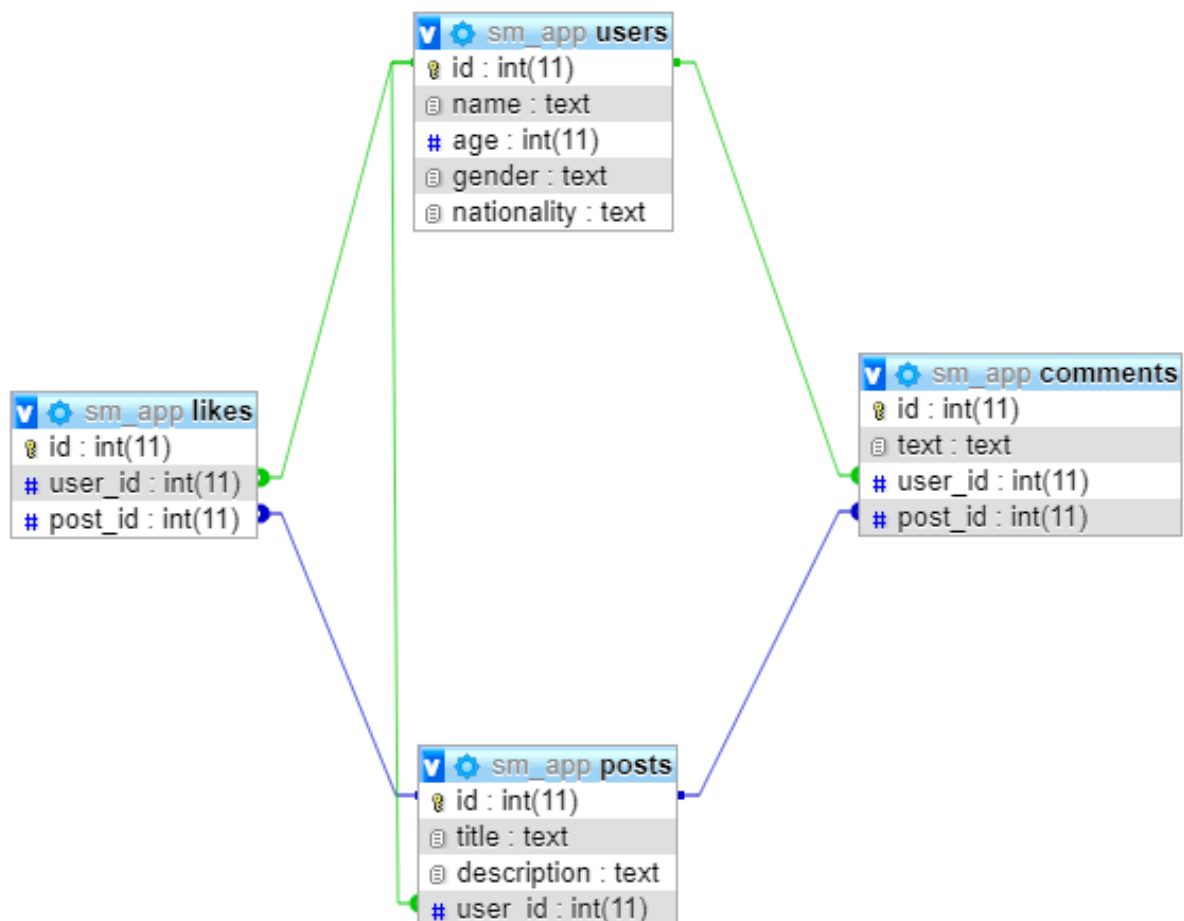 v sm_app users
id : int(11)
name : text
# age : int(11)
gender : text
nationality : text
v sm_app likes
id : int(11)
# user_id : int(11)
# post_id : int(11)
v sm_app comments
id : int(11)
text : text
# user_id : int(11)
# post_id : int(11)
v sm_app posts
id : int(11)
title : text
description : text
# user_id : int(11)